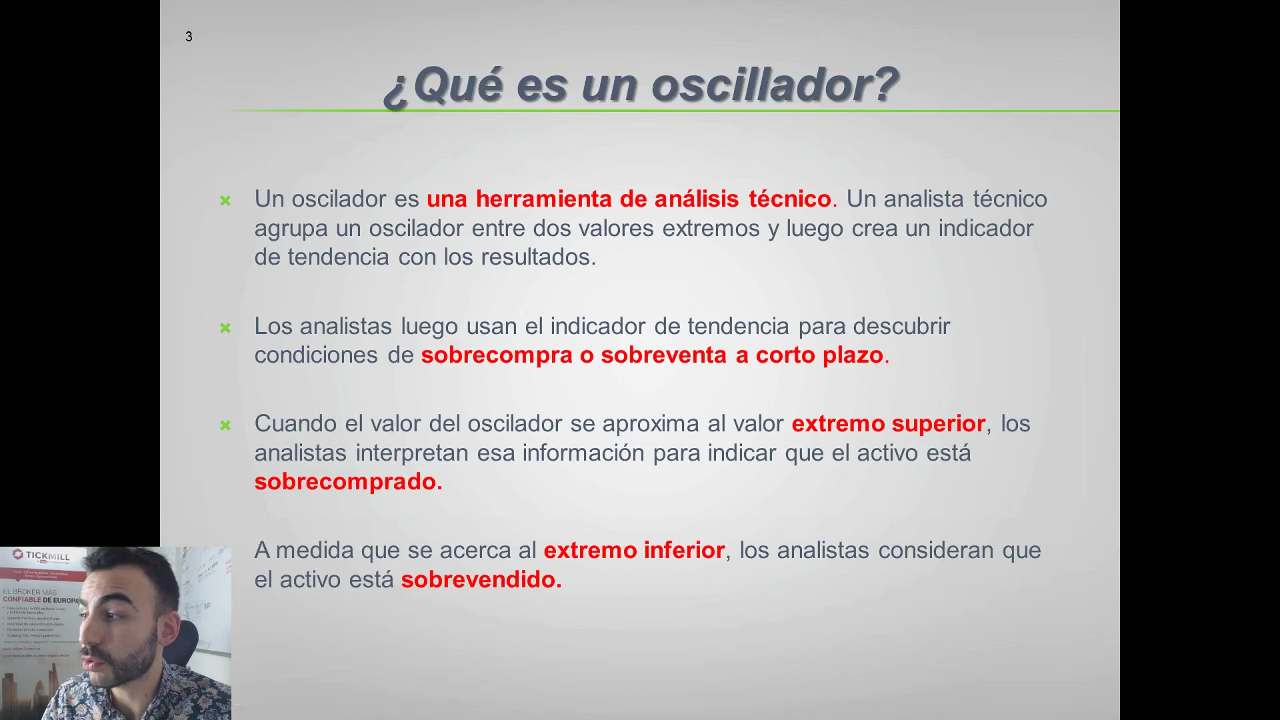 3
¿Qué es un oscillador?
Un oscilador es una herramienta de análisis técnico. Un analista técnico
agrupa un oscilador entre dos valores extremos y luego crea un indicador
de tendencia con los resultados.
Los analistas luego usan el indicador de tendencia para descubrir
condiciones de sobrecompra o sobreventa a corto plazo.
Cuando el valor del oscilador se aproxima al valor extremo superior, los
analistas interpretan esa información para indicar que el activo está
sobrecomprado.
A medida que se acerca al extremo inferior, los analistas consideran que
el activo está sobrevendido.
TICKMILL
EL BROKER MÁS
CONFIABLE DE EUROPA